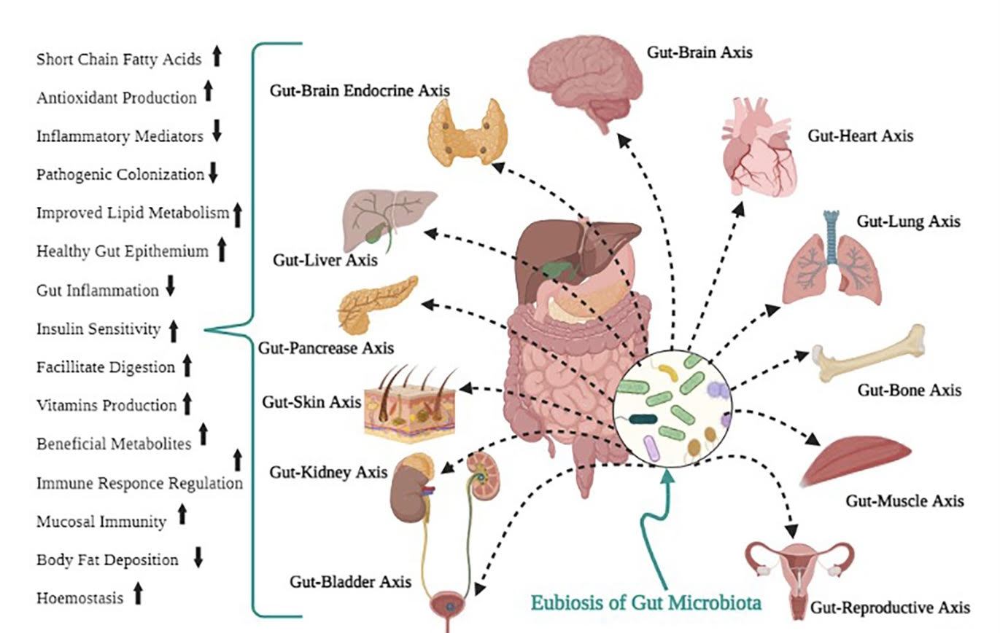 Short Chain Fatty Acids
Antioxidant Production
Inflammatory Mediators
Pathogenic Colonization
Improved Lipid Metabolism
Healthy Gut Epithemium
Gut Inflammation
Insulin Sensitivity
Facillitate Digestion
Vitamins Production
Beneficial Metabolites
Immune Responce Regulation
Mucosal Immunity
Body Fat Deposition
Hoemostasis
Gut-Brain Endocrine Axis
Gut-Liver Axis
Gut-Pancrease Axis
Gut-Skin Axis
Gut-Kidney Axis
Gut-Bladder Axis
Gut-Brain Axis
Gut-Heart Axis
Gut-Lung Axis
Gut-Bone Axis
Gut-Muscle Axis
Gut-Reproductive Axis
Eubiosis of Gut Microbiota